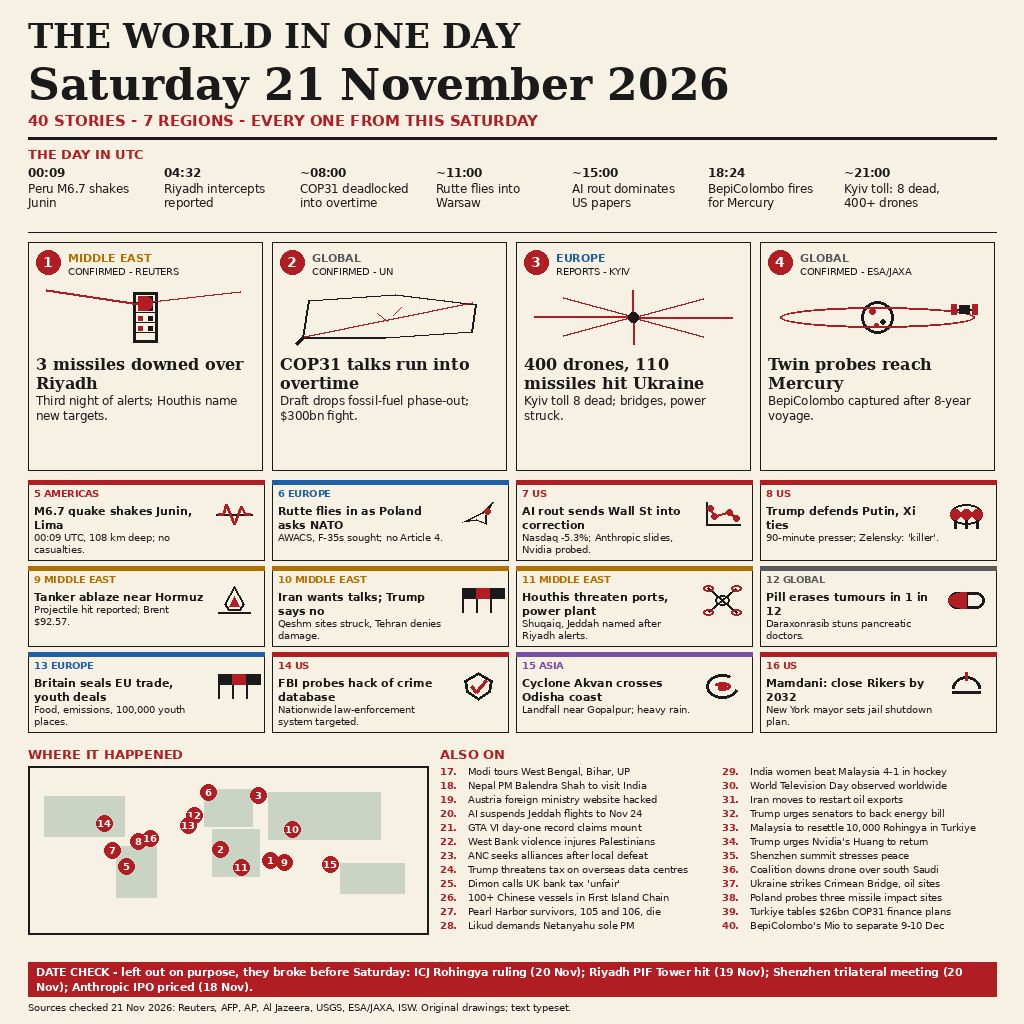 THE WORLD IN ONE DAY
Saturday 21 November 2026
40 STORIES - 7 REGIONS - EVERY ONE FROM THIS SATURDAY
THE DAY IN UTC
00:09
Peru M6.7 shakes
Junin
04:32
Riyadh intercepts
reported
~08:00
COP31 deadlocked
into overtime
~11:00
Rutte flies into
Warsaw
~15:00
AI rout dominates
US papers
18:24
BepiColombo fires
for Mercury
~21:00
Kyiv toll: 8 dead,
400+ drones
1
MIDDLE EAST
CONFIRMED - REUTERS
3 missiles downed over
Riyadh
Third night of alerts; Houthis name
new targets.
2
GLOBAL
CONFIRMED - UN
COP31 talks run into
overtime
Draft drops fossil-fuel phase-out;
$300bn fight.
3
EUROPE
REPORTS - KYIV
400 drones, 110
missiles hit Ukraine
Kyiv toll 8 dead; bridges, power
struck.
4
GLOBAL
CONFIRMED - ESA/JAXA
Twin probes reach
Mercury
BepiColombo captured after 8-year
voyage.
5 AMERICAS
M6.7 quake shakes Junin,
Lima
00:09 UTC, 108 km deep; no
casualties.
6 EUROPE
Rutte flies in as Poland
asks NATO
AWACS, F-35s sought; no Article 4.
7 US
AI rout sends Wall St into
correction
Nasdaq -5.3%; Anthropic slides,
Nvidia probed.
8 US
Trump defends Putin, Xi
ties
90-minute presser; Zelensky: 'killer'.
9 MIDDLE EAST
Tanker ablaze near Hormuz
Projectile hit reported; Brent
$92.57.
10 MIDDLE EAST
Iran wants talks; Trump
says no
Qeshm sites struck, Tehran denies
damage.
11 MIDDLE EAST
Houthis threaten ports,
power plant
Shuqaiq, Jeddah named after
Riyadh alerts.
12 GLOBAL
Pill erases tumours in 1 in
12
Daraxonrasib stuns pancreatic
doctors.
13 EUROPE
Britain seals EU trade,
youth deals
Food, emissions, 100,000 youth
places.
14 US
FBI probes hack of crime
database
Nationwide law-enforcement
system targeted.
15 ASIA
Cyclone Akvan crosses
Odisha coast
Landfall near Gopalpur; heavy rain.
16 US
Mamdani: close Rikers by
2032
New York mayor sets jail shutdown
plan.
WHERE IT HAPPENED
6
3
12
13
14
8
16
10
7
2
5
11
1
9
15
ALSO ON
17. Modi tours West Bengal, Bihar, UP
18. Nepal PM Balendra Shah to visit India
19. Austria foreign ministry website hacked
20. AI suspends Jeddah flights to Nov 24
21. GTA VI day-one record claims mount
22. West Bank violence injures Palestinians
23. ANC seeks alliances after local defeat
24. Trump threatens tax on overseas data centres
25. Dimon calls UK bank tax 'unfair'
26. 100+ Chinese vessels in First Island Chain
27. Pearl Harbor survivors, 105 and 106, die
28. Likud demands Netanyahu sole PM
29. India women beat Malaysia 4-1 in hockey
30. World Television Day observed worldwide
31. Iran moves to restart oil exports
32. Trump urges senators to back energy bill
33. Malaysia to resettle 10,000 Rohingya in Turkiye
34. Trump urges Nvidia's Huang to return
35. Shenzhen summit stresses peace
36. Coalition downs drone over south Saudi
37. Ukraine strikes Crimean Bridge, oil sites
38. Poland probes three missile impact sites
39. Turkiye tables $26bn COP31 finance plans
40. BepiColombo's Mio to separate 9-10 Dec
DATE CHECK - left out on purpose, they broke before Saturday: ICJ Rohingya ruling (20 Nov); Riyadh PIF Tower hit (19 Nov); Shenzhen trilateral meeting (20
Nov); Anthropic IPO priced (18 Nov).
Sources checked 21 Nov 2026: Reuters, AFP, AP, Al Jazeera, USGS, ESA/JAXA, ISW. Original drawings; text typeset.